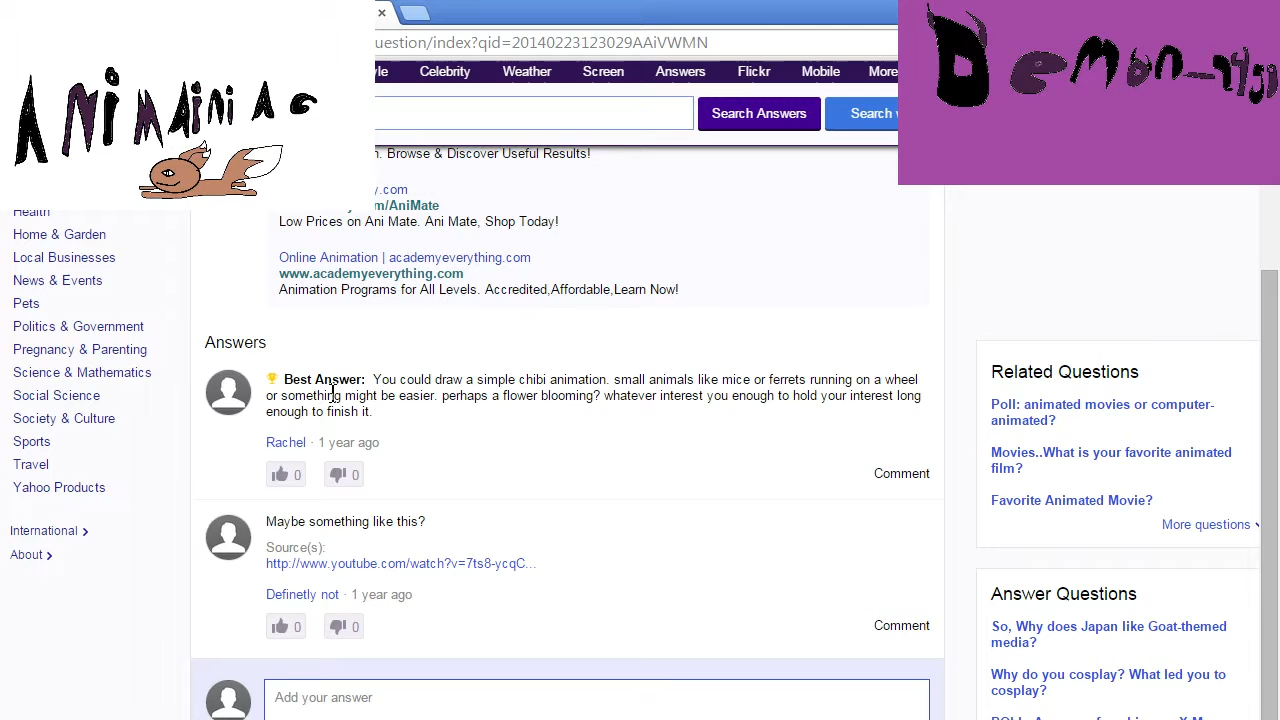 ANiMAiNiAC
Demon_
uestion/index?qid=20140223123029AAiVWMN
yle Celebrity Weather Screen Answers Flickr Mobile More
Search Answers Search
n. Browse & Discover Useful Results!
y.com
m/AniMate
Low Prices on Ani Mate. Ani Mate, Shop Today!
Online Animation | academyeverything.com
www.academyeverything.com
Animation Programs for All Levels. Accredited,Affordable,Learn Now!
Health
Home & Garden
Local Businesses
News & Events
Pets
Politics & Government
Pregnancy & Parenting
Science & Mathematics
Social Science
Society & Culture
Sports
Travel
Yahoo Products
International
About
Answers
Best Answer: You could draw a simple chibi animation. small animals like mice or ferrets running on a wheel
or something might be easier. perhaps a flower blooming? whatever interest you enough to hold your interest long
enough to finish it.
Rachel · 1 year ago
0 0 Comment
Maybe something like this?
Source(s):
http://www.youtube.com/watch?v=7ts8-ycqC...
Definetly not · 1 year ago
0 0 Comment
Add your answer
Related Questions
Poll: animated movies or computer-
animated?
Movies..What is your favorite animated
film?
Favorite Animated Movie?
More questions
Answer Questions
So, Why does Japan like Goat-themed
media?
Why do you cosplay? What led you to
cosplay?